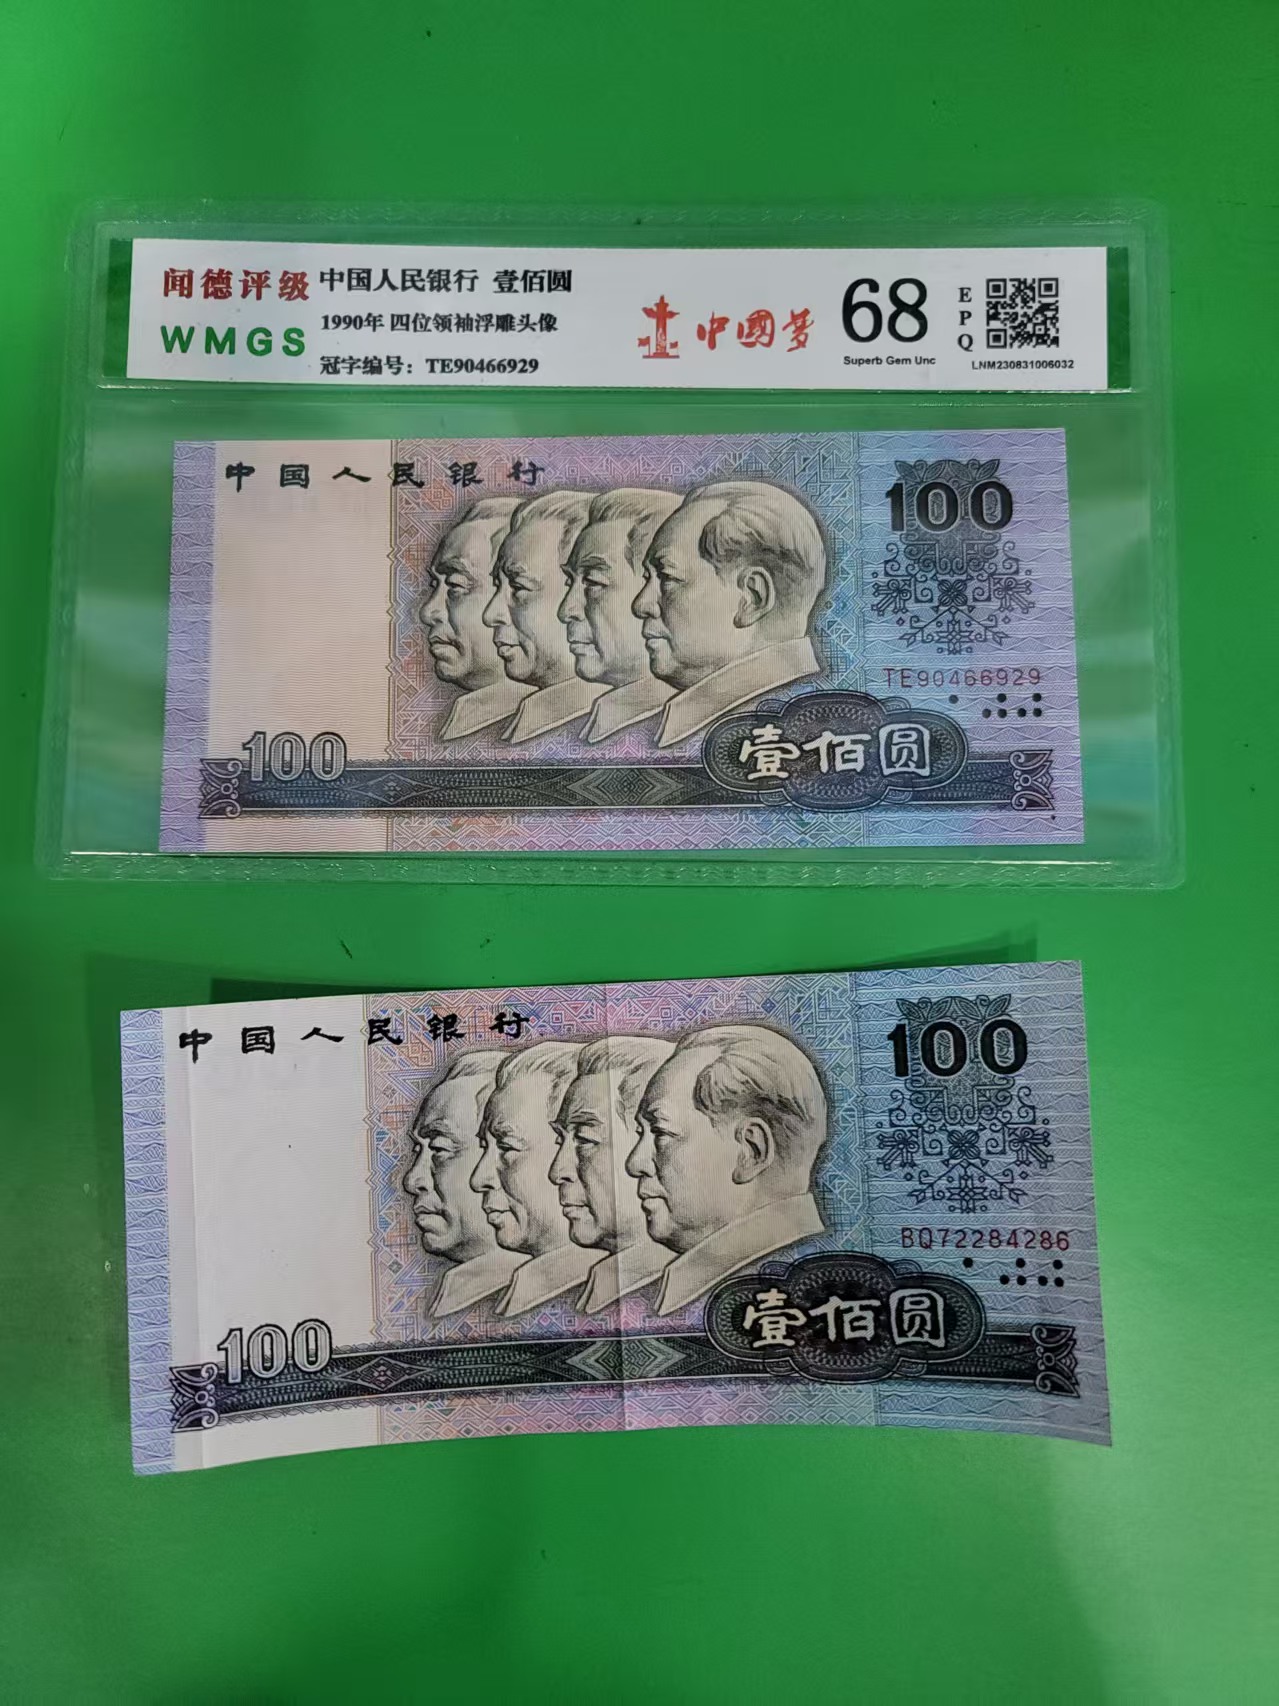 闻德评级
WMGS
中国人民银行 壹佰圆
1990年 四位领袖浮雕头像
冠字编号：TE90466929
中國夢
68
Superb Gem Unc
E
P
Q
LNM230831006032
中国人民银行
100
TE90466929
100
壹佰圆
中国人民银行
100
BQ72284286
100
壹佰圆